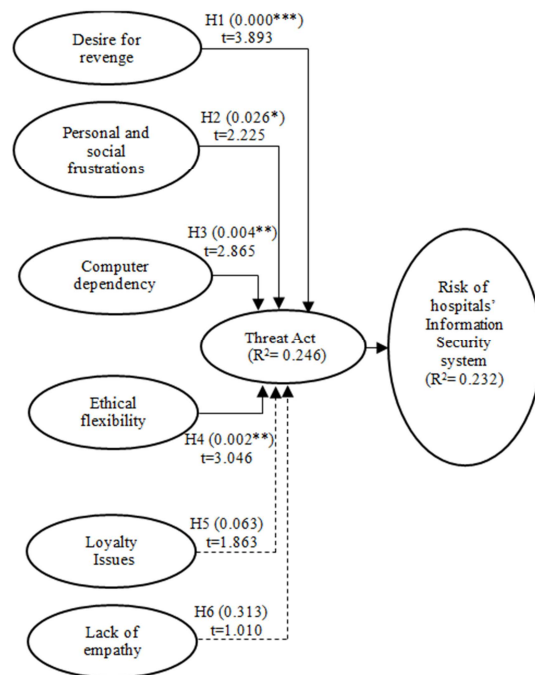 H1 (0.000***)
t=3.893
Desire for
revenge
H2 (0.026*)
t=2.225
Personal and
social
frustrations
H3 (0.004**)
t=2.865
Computer
dependency
Threat Act
(R²= 0.246)
Risk of
hospitals’
Information
Security
system
(R²= 0.232)
Ethical
flexibility
H4 (0.002**)
t=3.046
H5 (0.063)
t=1.863
Loyalty
Issues
H6 (0.313)
t=1.010
Lack of
empathy